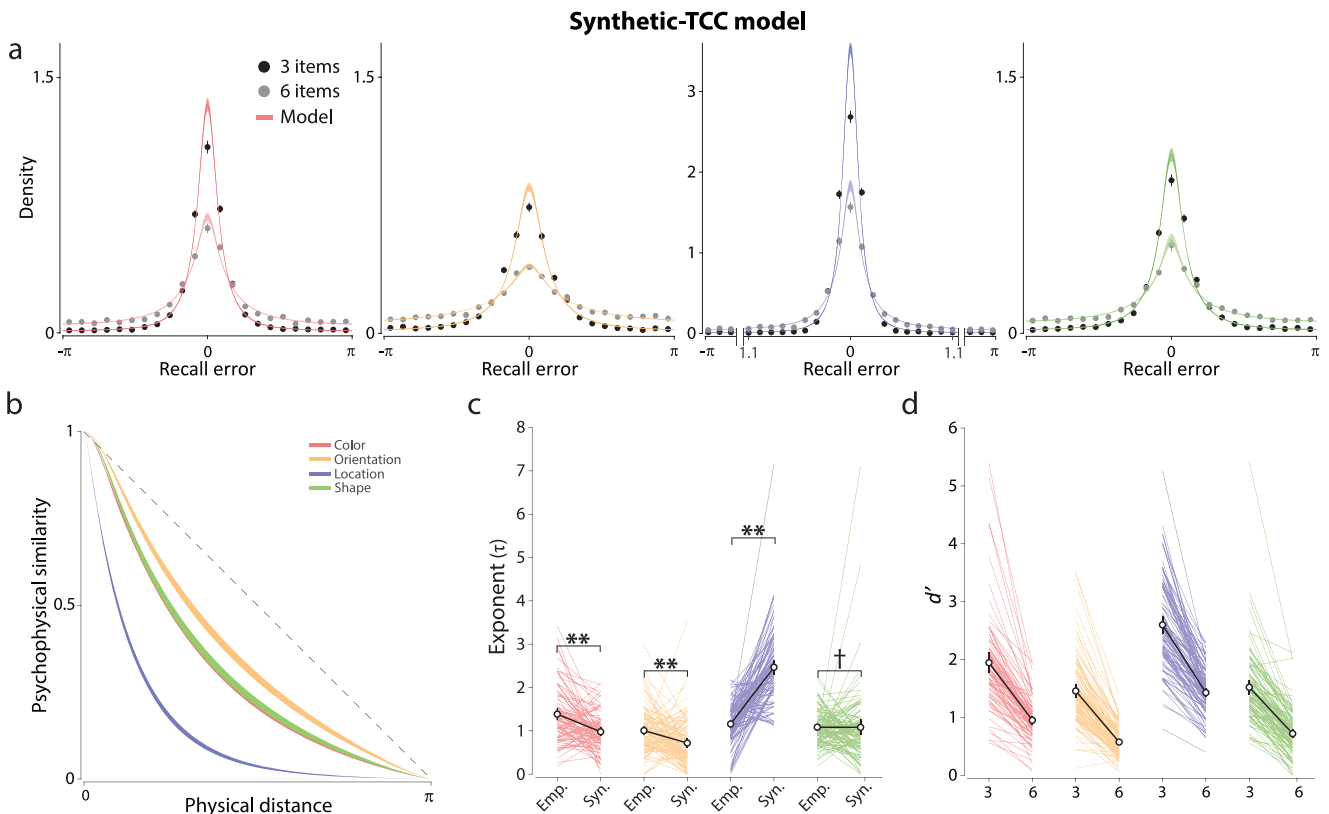 Synthetic-TCC model
a
3 items
6 items
Model
Density
1.5
0
-π 0 π
Recall error
1.5
0
-π 0 π
Recall error
3
2
1
0
-π 1.1 0 1.1 π
Recall error
1.5
0
-π 0 π
Recall error
b
Psychophysical similarity
1
0.5
0
0 π
Physical distance
Color
Orientation
Location
Shape
c
Exponent (τ)
8
7
6
5
4
3
2
1
0
** ** ** †
Emp. Syn. Emp. Syn. Emp. Syn. Emp. Syn.
d
d′
6
5
4
3
2
1
0
3 6 3 6 3 6 3 6